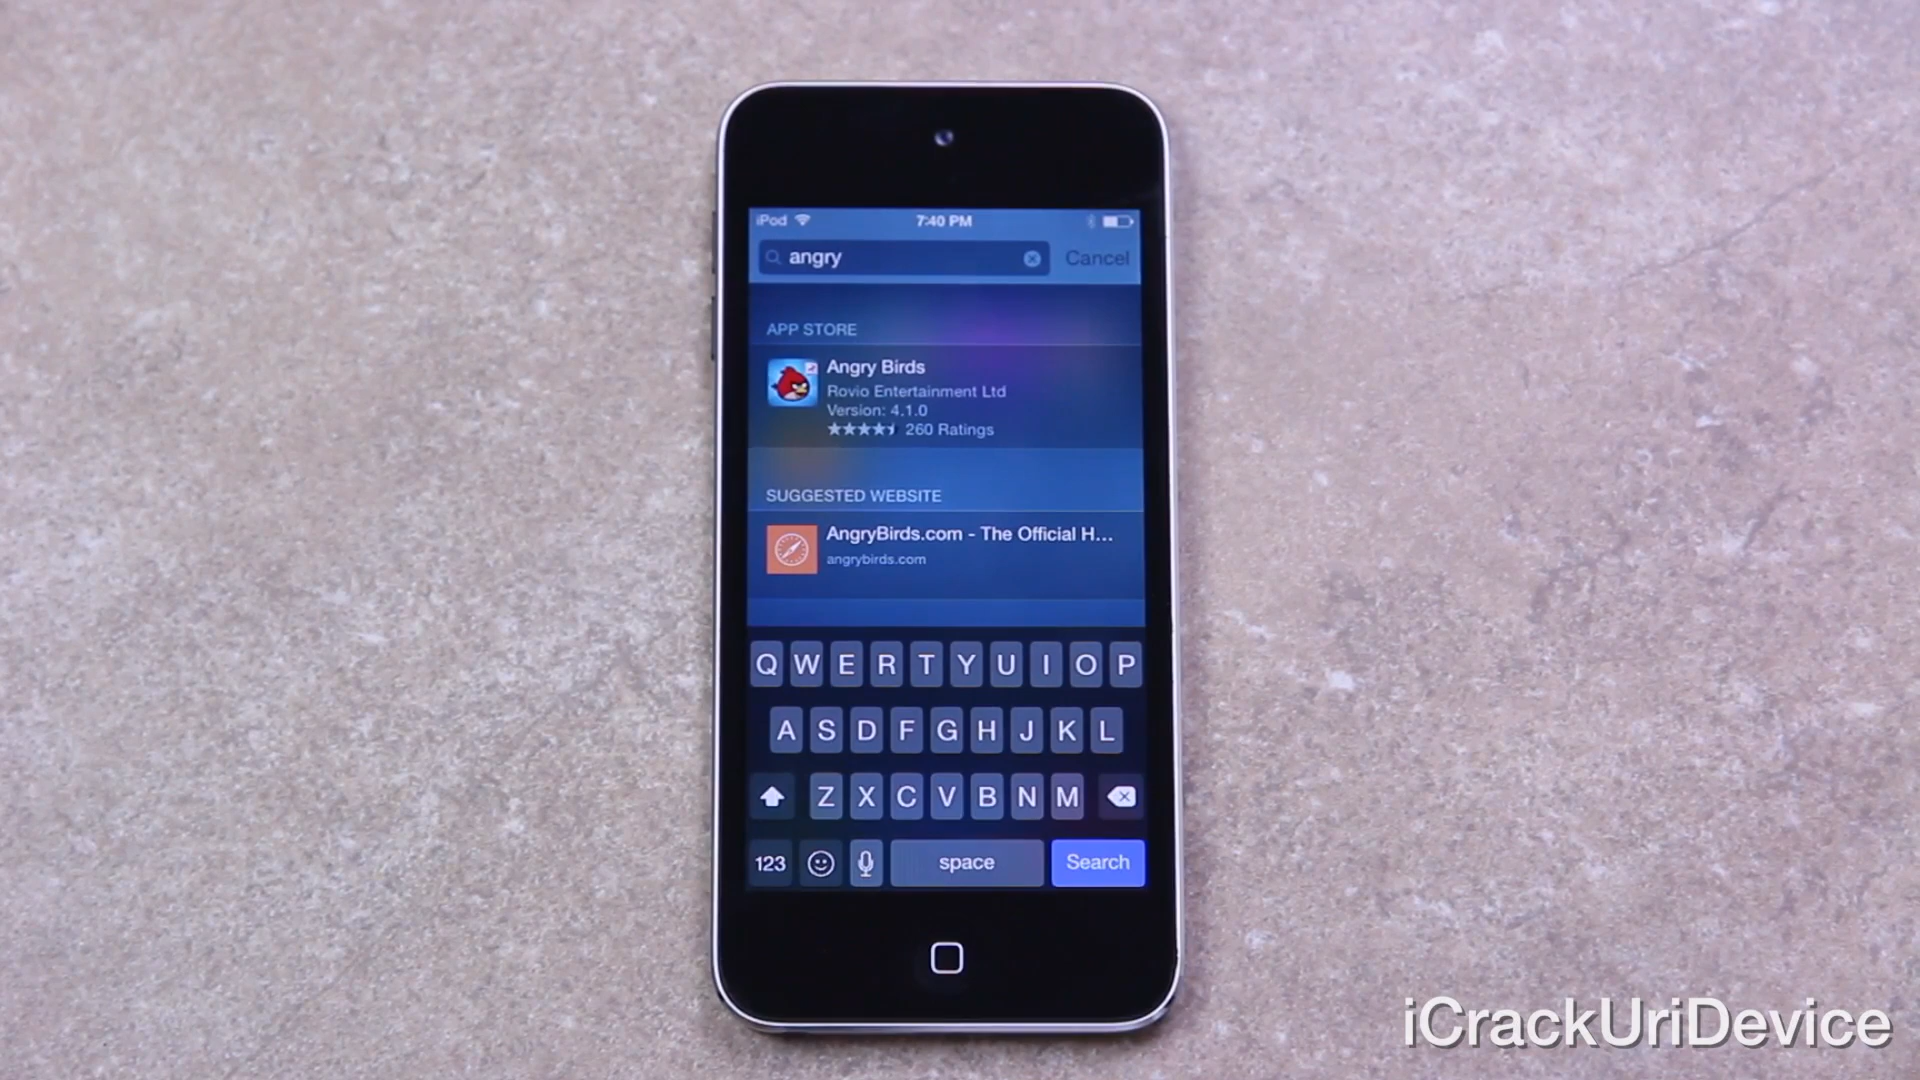 iPod 7:40 PM
angry Cancel
APP STORE
Angry Birds
Rovio Entertainment Ltd
Version: 4.1.0
260 Ratings
SUGGESTED WEBSITE
AngryBirds.com - The Official H...
angrybirds.com
Q W E R T Y U I O P
A S D F G H J K L
Z X C V B N M
123 space Search
iCrackUriDevice